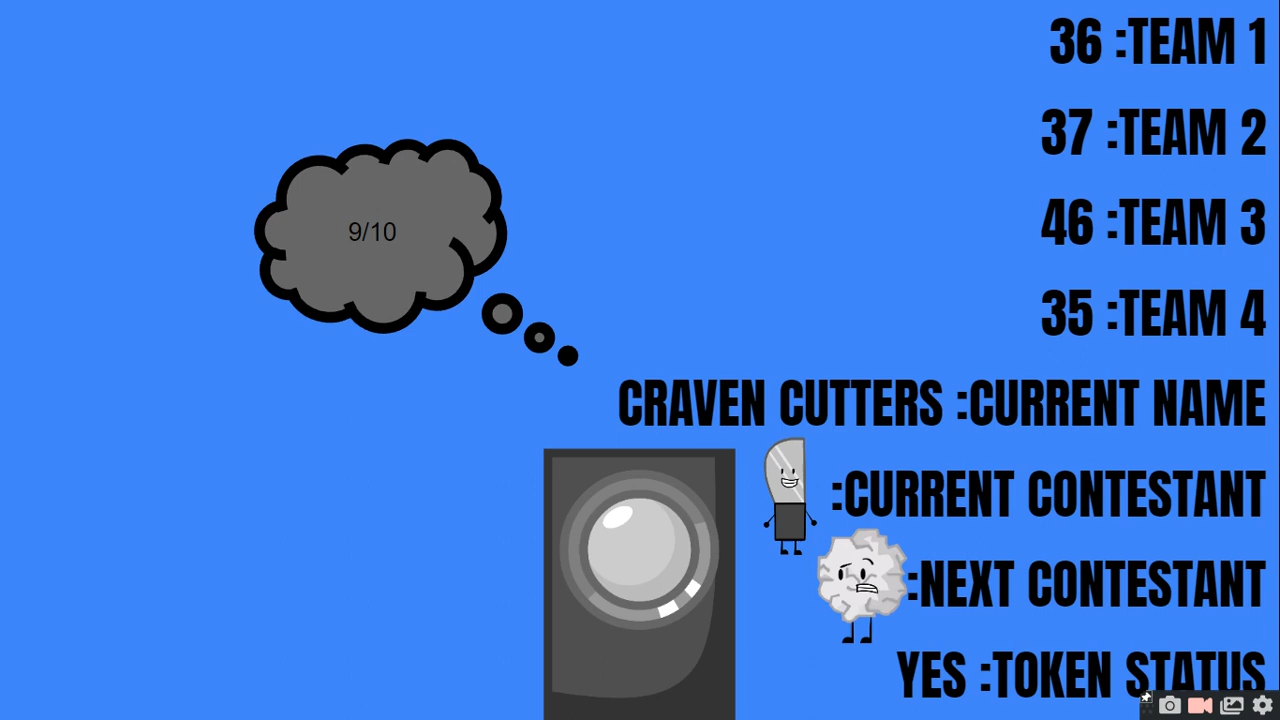 36 :TEAM 1
37 :TEAM 2
9/10
46 :TEAM 3
35 :TEAM 4
CRAVEN CUTTERS :CURRENT NAME
:CURRENT CONTESTANT
:NEXT CONTESTANT
YES :TOKEN STATUS